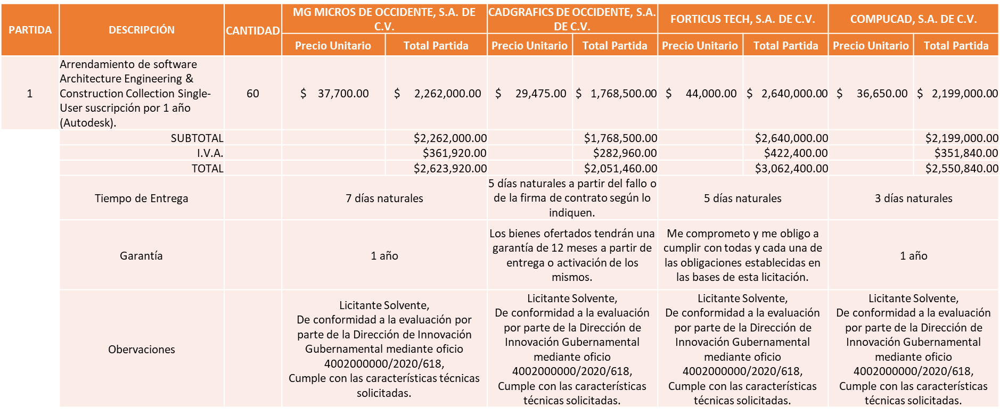 PARTIDA
DESCRIPCIÓN
CANTIDAD
MG MICROS DE OCCIDENTE, S.A. DE
C.V.
CADGRAFICS DE OCCIDENTE, S.A.
DE C.V.
FORTICUS TECH, S.A. DE C.V.
COMPUCAD, S.A. DE C.V.
Precio Unitario
Total Partida
Precio Unitario
Total Partida
Precio Unitario
Total Partida
Precio Unitario
Total Partida
1
Arrendamiento de software
Architecture Engineering &
Construction Collection Single-
User suscripción por 1 año
(Autodesk).
60
$ 37,700.00
$ 2,262,000.00
$ 29,475.00
$ 1,768,500.00
$ 44,000.00
$ 2,640,000.00
$ 36,650.00
$ 2,199,000.00
SUBTOTAL
$2,262,000.00
$1,768,500.00
$2,640,000.00
$2,199,000.00
I.V.A.
$361,920.00
$282,960.00
$422,400.00
$351,840.00
TOTAL
$2,623,920.00
$2,051,460.00
$3,062,400.00
$2,550,840.00
Tiempo de Entrega
7 días naturales
5 días naturales a partir del fallo o
de la firma de contrato según lo
indiquen.
5 días naturales
3 días naturales
Garantía
1 año
Los bienes ofertados tendrán una
garantía de 12 meses a partir de
entrega o activación de los
mismos.
Me comprometo y me obligo a
cumplir con todas y cada una de
las obligaciones establecidas en
las bases de esta licitación.
1 año
Obervaciones
Licitante Solvente,
De conformidad a la evaluación por
parte de la Dirección de Innovación
Gubernamental mediante oficio
4002000000/2020/618,
Cumple con las características técnicas
solicitadas.
Licitante Solvente,
De conformidad a la evaluación
por parte de la Dirección de
Innovación Gubernamental
mediante oficio
4002000000/2020/618,
Cumple con las características
técnicas solicitadas.
Licitante Solvente,
De conformidad a la evaluación
por parte de la Dirección de
Innovación Gubernamental
mediante oficio
4002000000/2020/618,
Cumple con las características
técnicas solicitadas.
Licitante Solvente,
De conformidad a la evaluación
por parte de la Dirección de
Innovación Gubernamental
mediante oficio
4002000000/2020/618,
Cumple con las características
técnicas solicitadas.